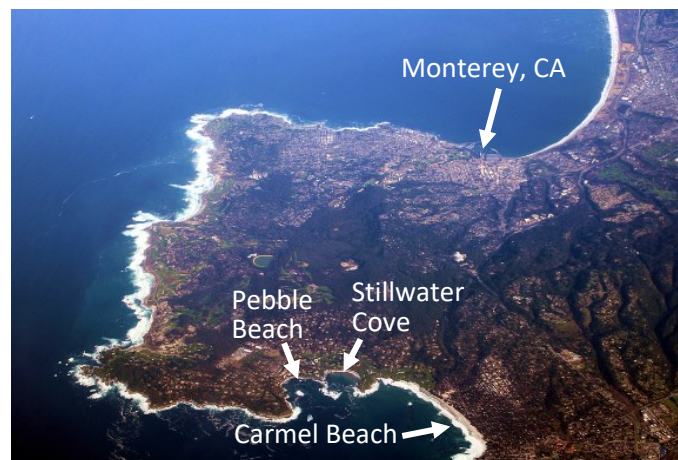 Monterey, CA
Pebble
Beach
Stillwater
Cove
Carmel Beach